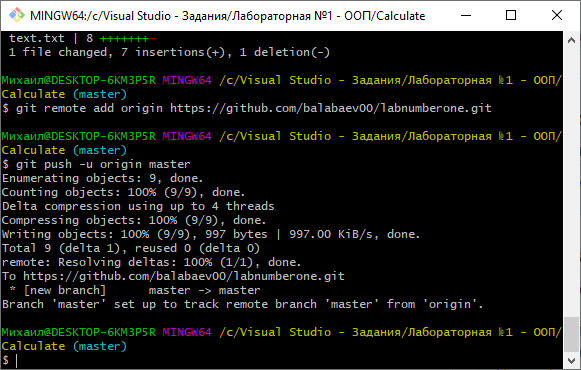 MINGW64:/c/Visual Studio - Задания/Лабораторная №1 - ООП/Calculate
text.txt | 8 +++++++-
1 file changed, 7 insertions(+), 1 deletion(-)
Михаил@DESKTOP-6KM3P5R MINGW64 /c/Visual Studio - Задания/Лабораторная №1 - ООП/
Calculate (master)
$ git remote add origin https://github.com/balabaev00/labnumberone.git
Михаил@DESKTOP-6KM3P5R MINGW64 /c/Visual Studio - Задания/Лабораторная №1 - ООП/
Calculate (master)
$ git push -u origin master
Enumerating objects: 9, done.
Counting objects: 100% (9/9), done.
Delta compression using up to 4 threads
Compressing objects: 100% (9/9), done.
Writing objects: 100% (9/9), 997 bytes | 997.00 KiB/s, done.
Total 9 (delta 1), reused 0 (delta 0)
remote: Resolving deltas: 100% (1/1), done.
To https://github.com/balabaev00/labnumberone.git
* [new branch] master -> master
Branch 'master' set up to track remote branch 'master' from 'origin'.
Михаил@DESKTOP-6KM3P5R MINGW64 /c/Visual Studio - Задания/Лабораторная №1 - ООП/
Calculate (master)
$